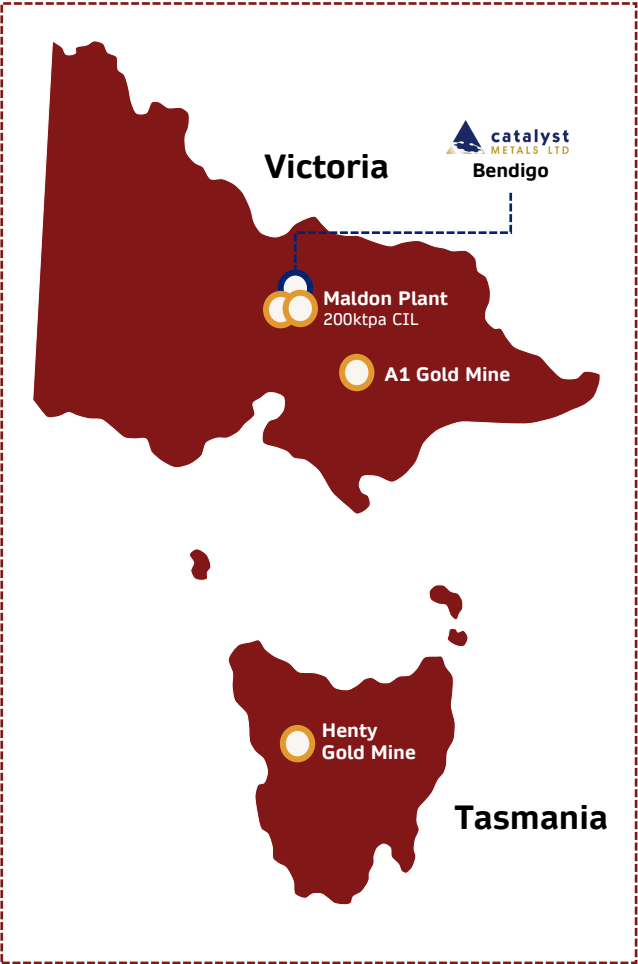 Victoria
catalyst
METALS LTD
Bendigo
Maldon Plant
200ktpa CIL
A1 Gold Mine
Henty
Gold Mine
Tasmania